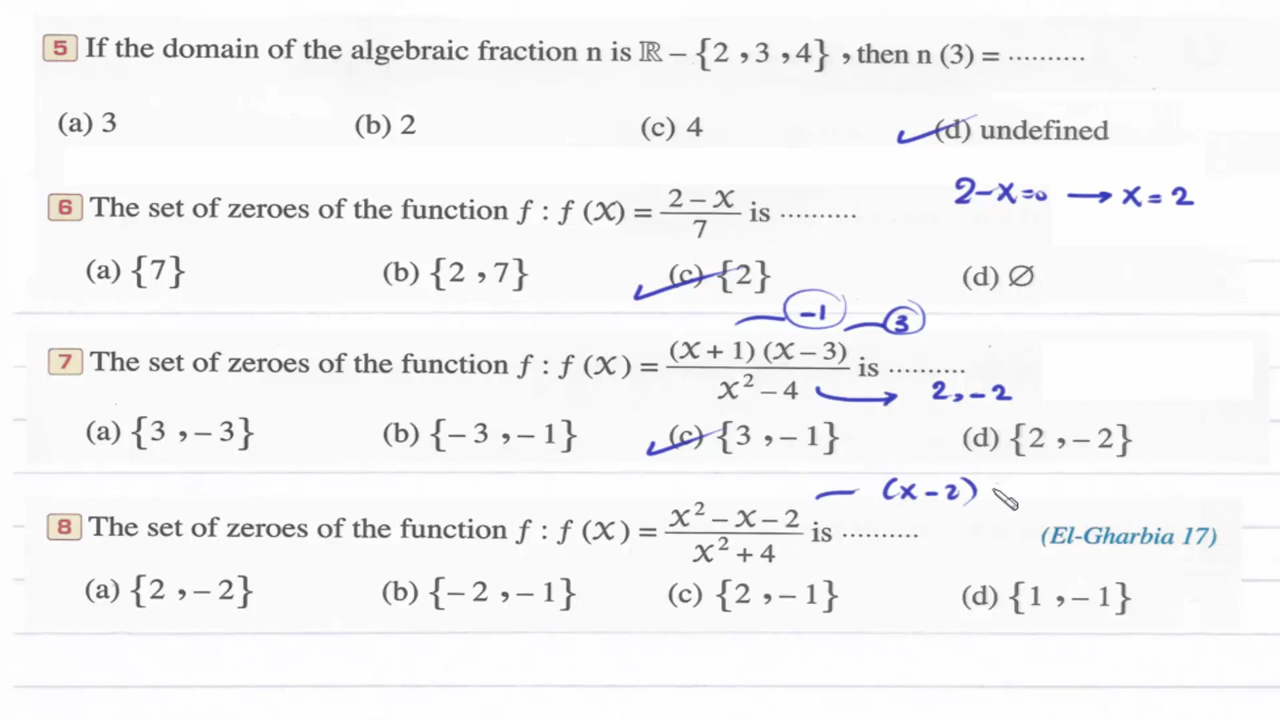 5 If the domain of the algebraic fraction n is ℝ – {2 , 3 , 4} , then n (3) = ..........
(a) 3 (b) 2 (c) 4 (d) undefined
2-x=0 → x = 2
6 The set of zeroes of the function f : f (X) = (2 – X)/7 is ..........
(a) {7} (b) {2 , 7} (c) {2} (d) ∅
-1 3
7 The set of zeroes of the function f : f (X) = (X + 1) (X – 3)/(X² – 4) is ..........
2, -2
(a) {3 , – 3} (b) {– 3 , – 1} (c) {3 , – 1} (d) {2 , – 2}
(x - 2)
8 The set of zeroes of the function f : f (X) = (X² – X – 2)/(X² + 4) is .......... (El-Gharbia 17)
(a) {2 , – 2} (b) {– 2 , – 1} (c) {2 , – 1} (d) {1 , – 1}